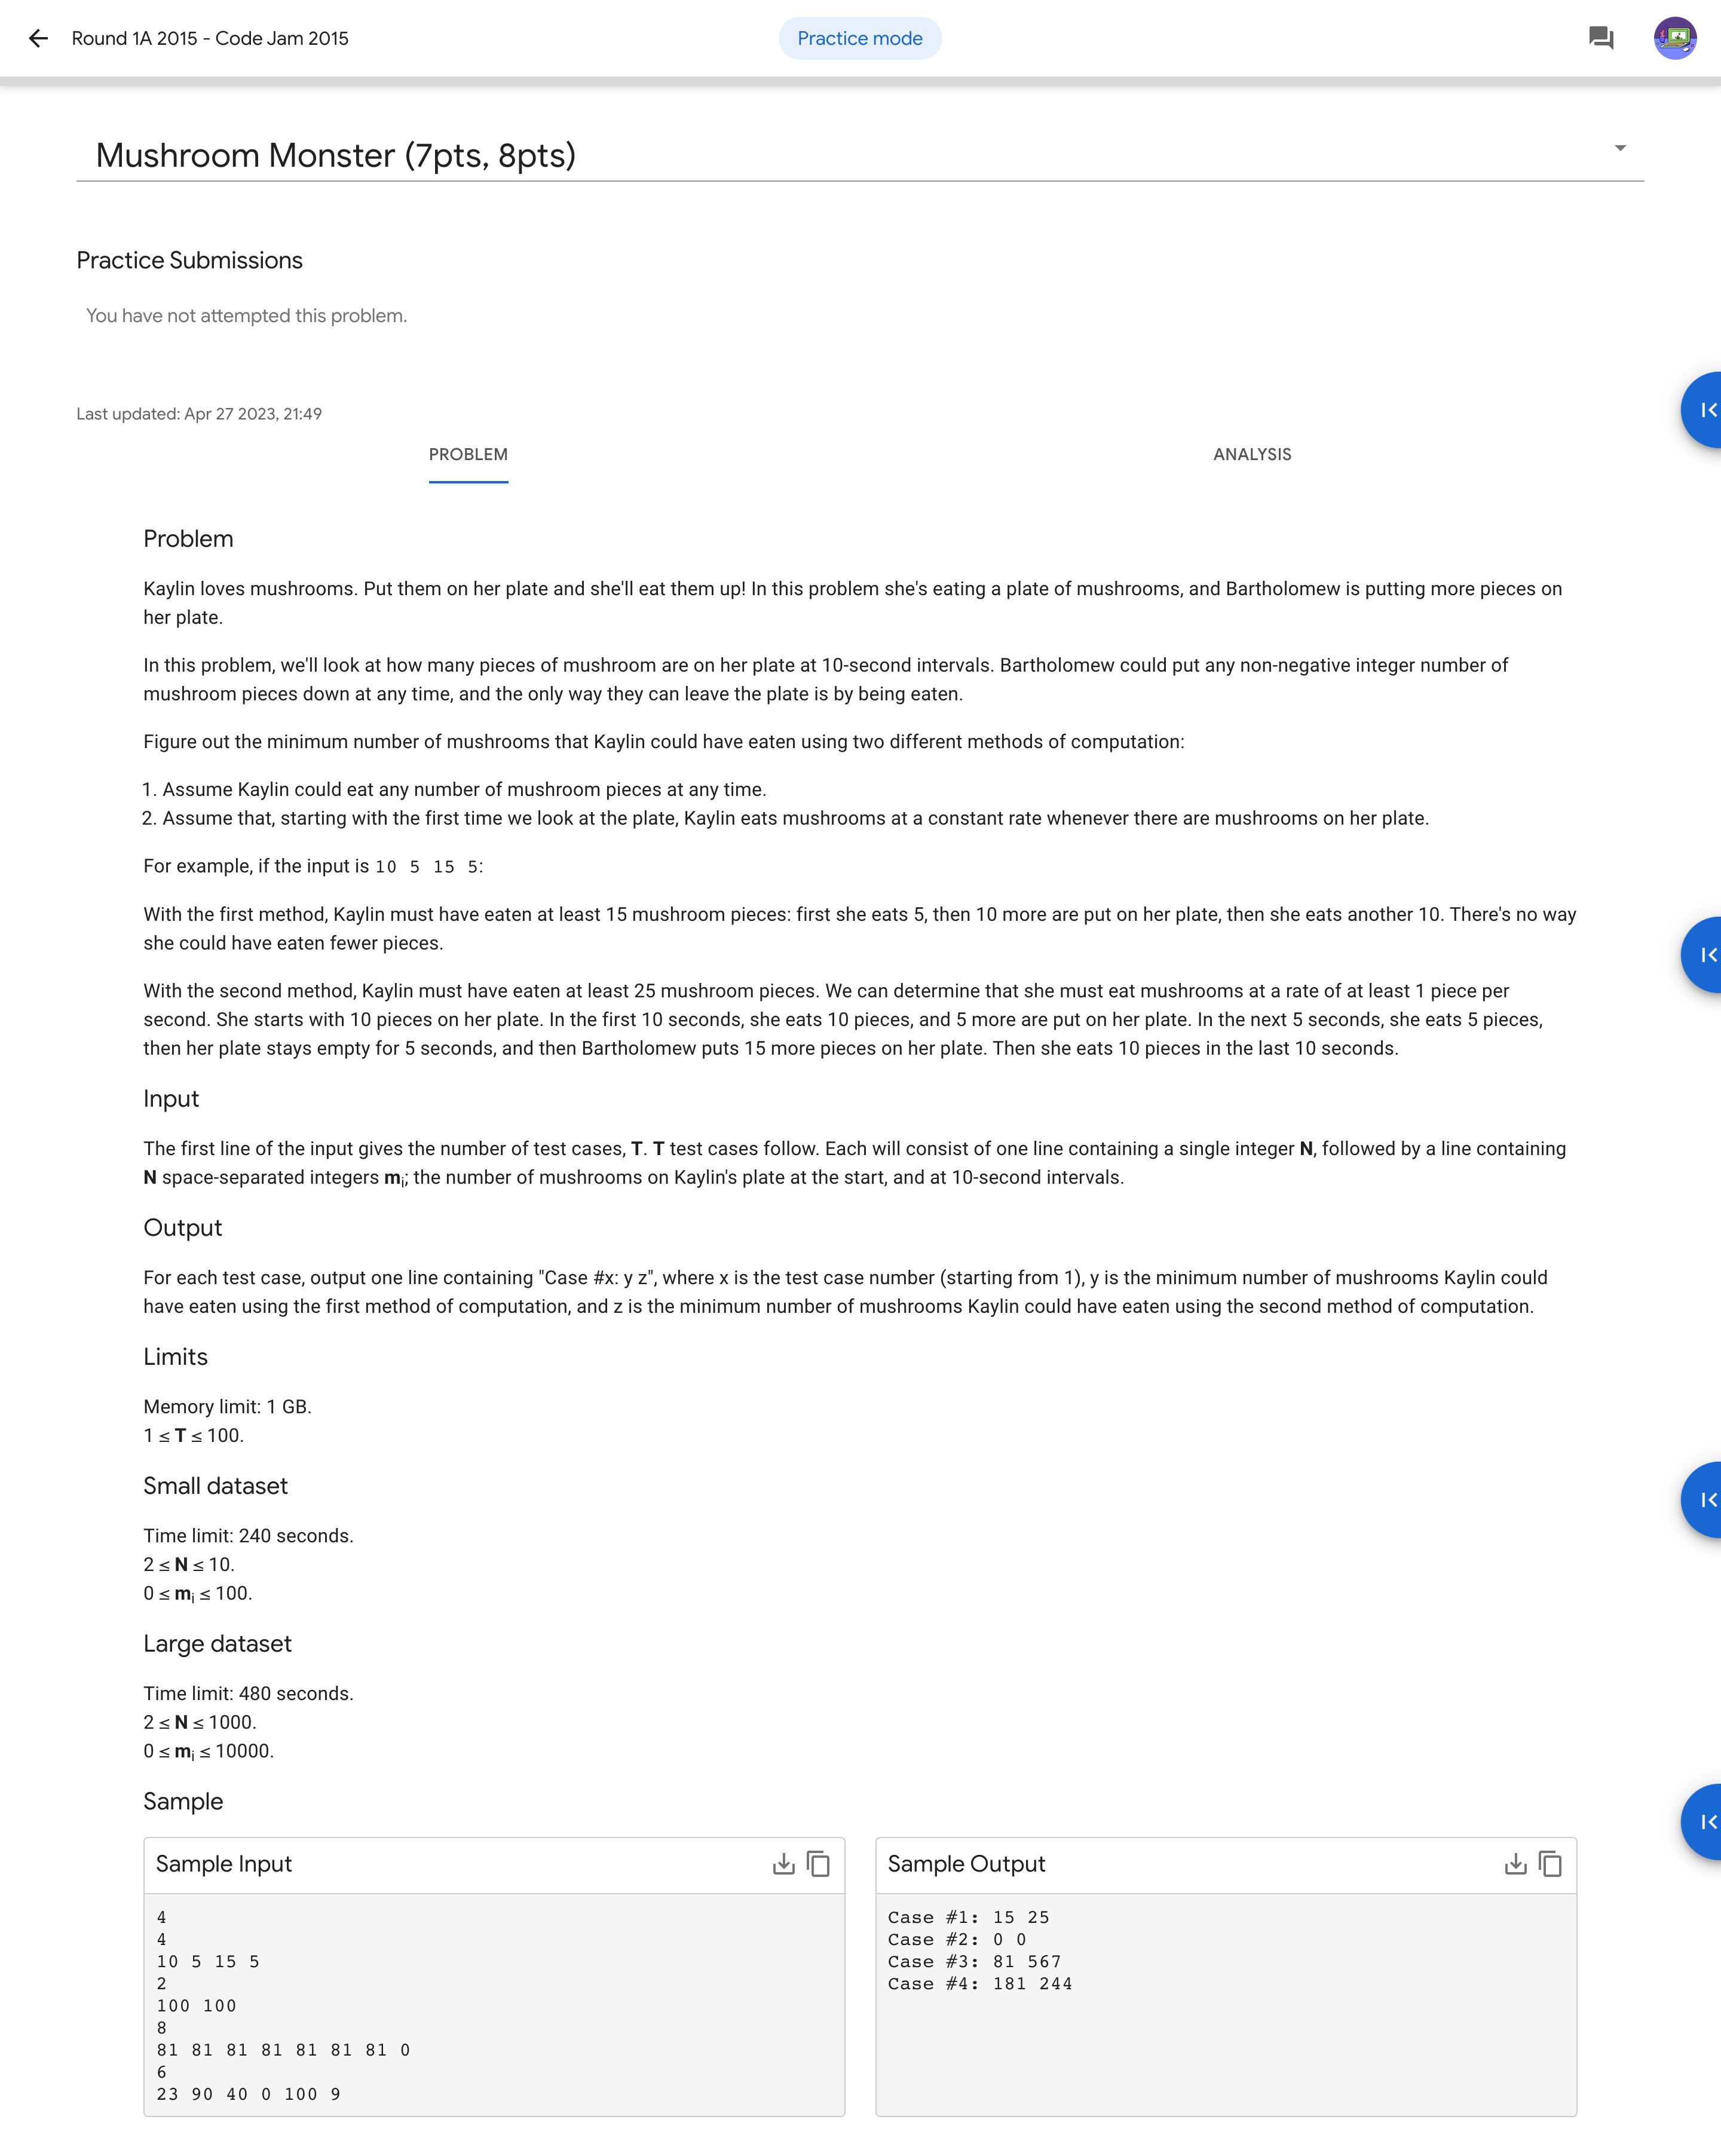 Round 1A 2015 - Code Jam 2015
Practice mode
Mushroom Monster (7pts, 8pts)
Practice Submissions
You have not attempted this problem.
Last updated: Apr 27 2023, 21:49
PROBLEM
ANALYSIS
Problem
Kaylin loves mushrooms. Put them on her plate and she'll eat them up! In this problem she's eating a plate of mushrooms, and Bartholomew is putting more pieces on
her plate.
In this problem, we'll look at how many pieces of mushroom are on her plate at 10-second intervals. Bartholomew could put any non-negative integer number of
mushroom pieces down at any time, and the only way they can leave the plate is by being eaten.
Figure out the minimum number of mushrooms that Kaylin could have eaten using two different methods of computation:
1. Assume Kaylin could eat any number of mushroom pieces at any time.
2. Assume that, starting with the first time we look at the plate, Kaylin eats mushrooms at a constant rate whenever there are mushrooms on her plate.
For example, if the input is 10 5 15 5:
With the first method, Kaylin must have eaten at least 15 mushroom pieces: first she eats 5, then 10 more are put on her plate, then she eats another 10. There's no way
she could have eaten fewer pieces.
With the second method, Kaylin must have eaten at least 25 mushroom pieces. We can determine that she must eat mushrooms at a rate of at least 1 piece per
second. She starts with 10 pieces on her plate. In the first 10 seconds, she eats 10 pieces, and 5 more are put on her plate. In the next 5 seconds, she eats 5 pieces,
then her plate stays empty for 5 seconds, and then Bartholomew puts 15 more pieces on her plate. Then she eats 10 pieces in the last 10 seconds.
Input
The first line of the input gives the number of test cases, T. T test cases follow. Each will consist of one line containing a single integer N, followed by a line containing
N space-separated integers mi; the number of mushrooms on Kaylin's plate at the start, and at 10-second intervals.
Output
For each test case, output one line containing "Case #x: y z", where x is the test case number (starting from 1), y is the minimum number of mushrooms Kaylin could
have eaten using the first method of computation, and z is the minimum number of mushrooms Kaylin could have eaten using the second method of computation.
Limits
Memory limit: 1 GB.
1 ≤ T ≤ 100.
Small dataset
Time limit: 240 seconds.
2 ≤ N ≤ 10.
0 ≤ mi ≤ 100.
Large dataset
Time limit: 480 seconds.
2 ≤ N ≤ 1000.
0 ≤ mi ≤ 10000.
Sample
Sample Input
4
4
10 5 15 5
2
100 100
8
81 81 81 81 81 81 81 0
6
23 90 40 0 100 9
Sample Output
Case #1: 15 25
Case #2: 0 0
Case #3: 81 567
Case #4: 181 244